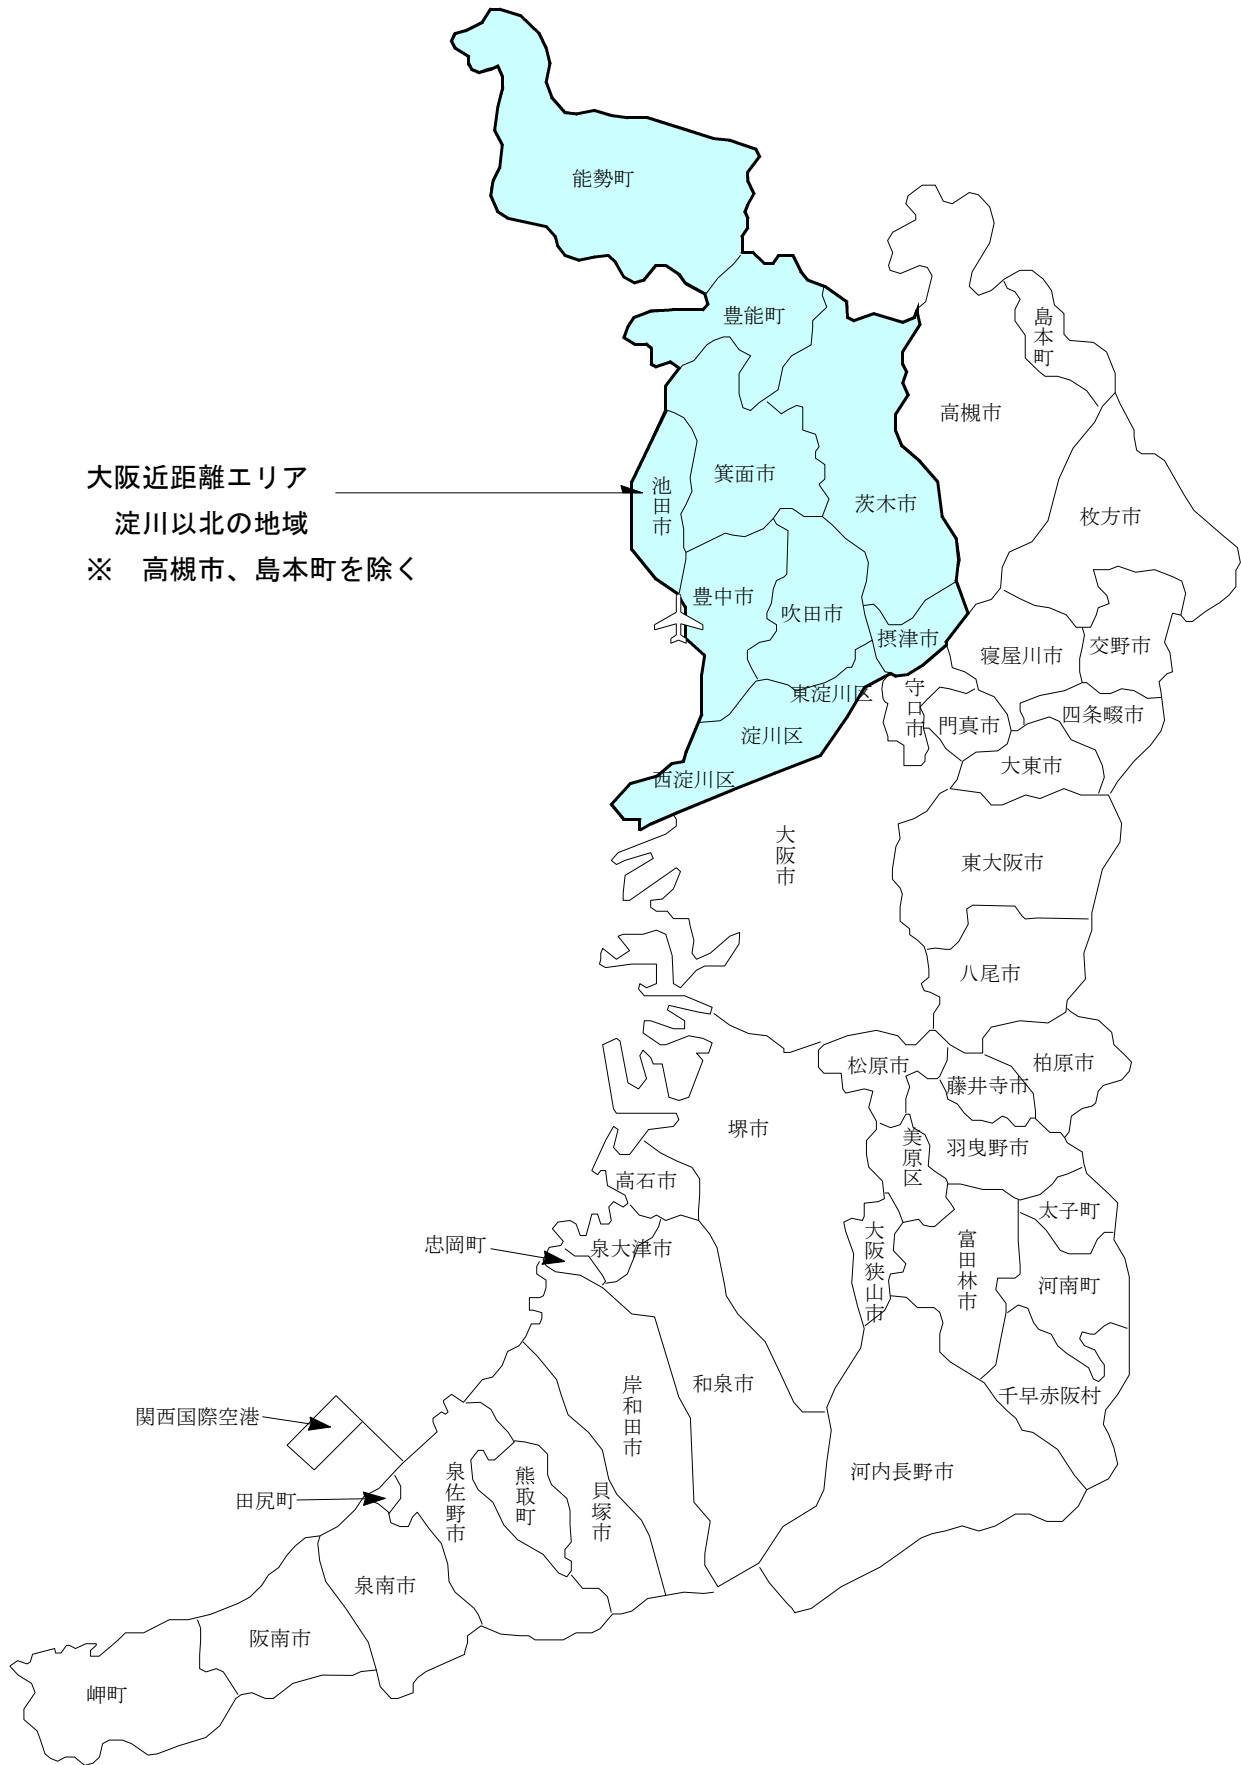 能勢町
豊能町
島本町
高槻市
大阪近距離エリア
淀川以北の地域
※　高槻市、島本町を除く
箕面市
池田市
茨木市
枚方市
豊中市
吹田市
摂津市
寝屋川市
交野市
東淀川区
守口市
門真市
四条畷市
淀川区
大東市
西淀川区
大阪市
東大阪市
八尾市
松原市
藤井寺市
柏原市
堺市
美原区
羽曳野市
高石市
太子町
忠岡町
泉大津市
大阪狭山市
富田林市
河南町
岸和田市
和泉市
千早赤阪村
関西国際空港
河内長野市
田尻町
泉佐野市
熊取町
貝塚市
泉南市
阪南市
岬町